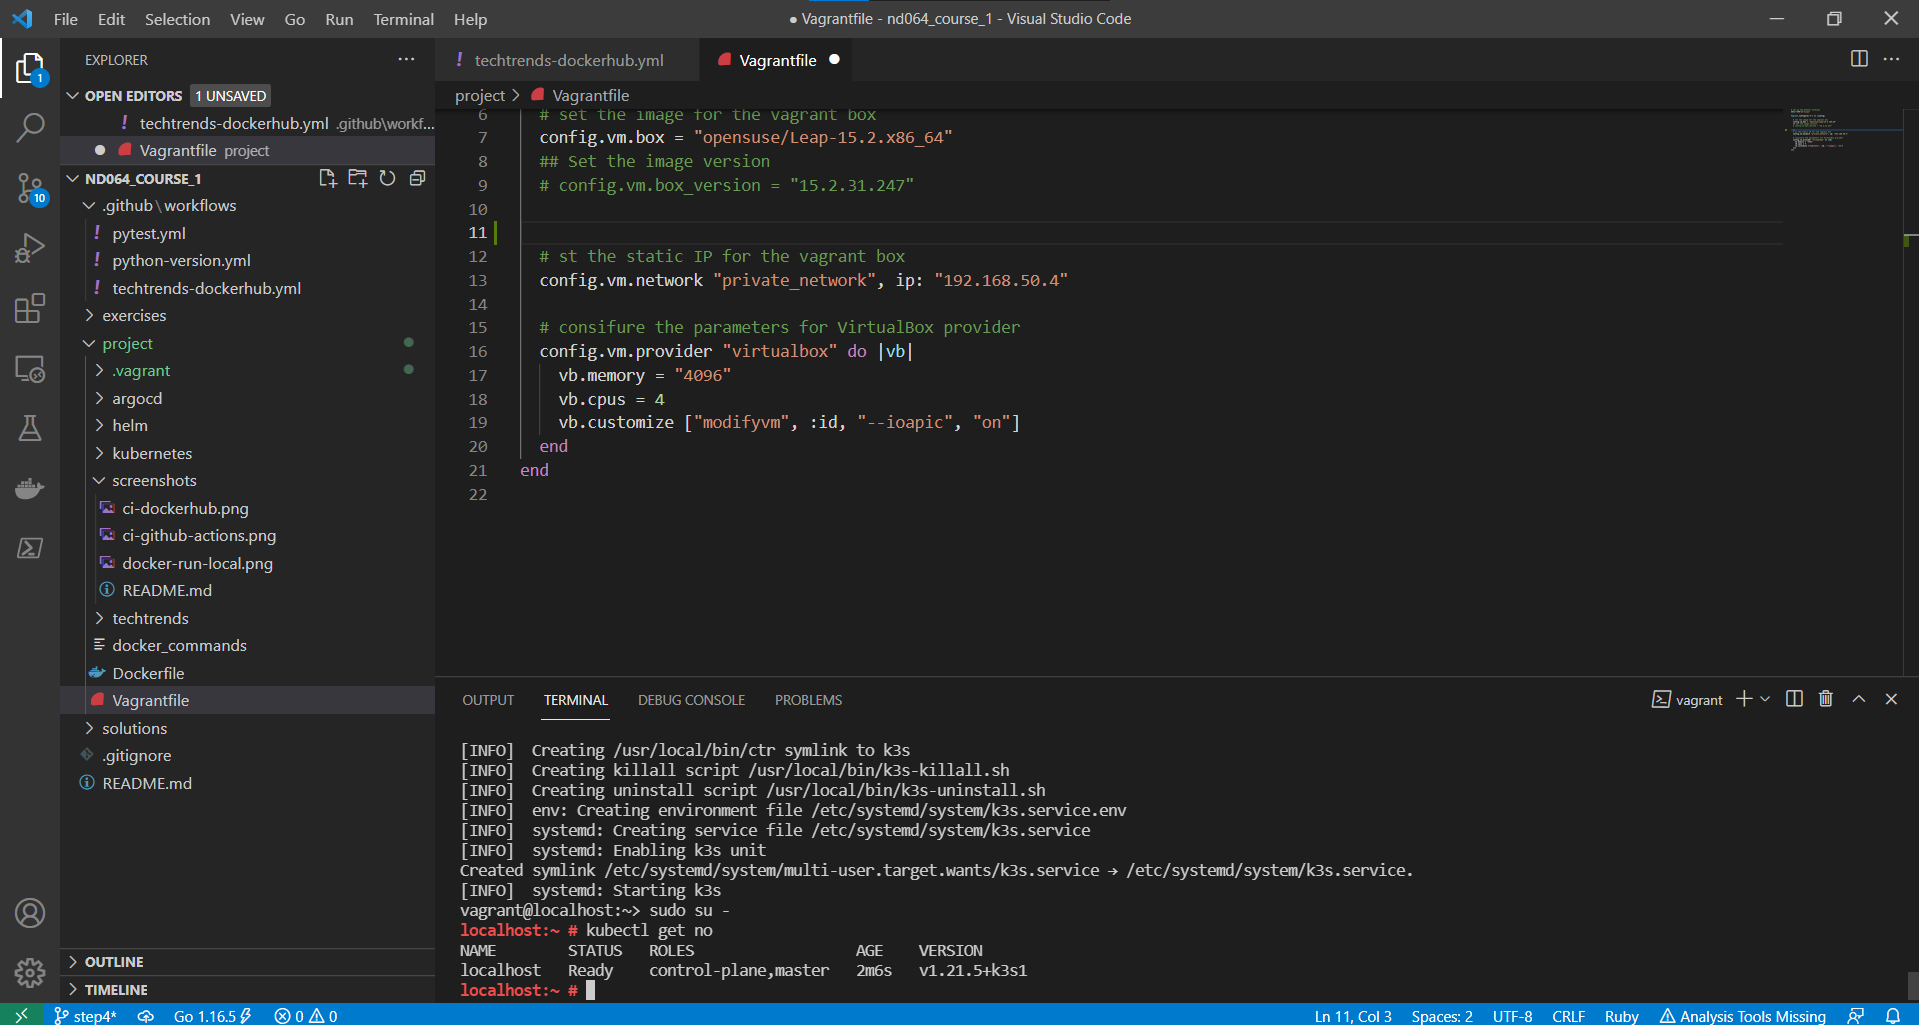 File Edit Selection View Go Run Terminal Help
● Vagrantfile - nd064_course_1 - Visual Studio Code
EXPLORER
OPEN EDITORS 1 UNSAVED
! techtrends-dockerhub.yml .github\workf...
● Vagrantfile project
ND064_COURSE_1
.github\workflows
! pytest.yml
! python-version.yml
! techtrends-dockerhub.yml
exercises
project
.vagrant
argocd
helm
kubernetes
screenshots
ci-dockerhub.png
ci-github-actions.png
docker-run-local.png
README.md
techtrends
docker_commands
Dockerfile
Vagrantfile
solutions
.gitignore
README.md
OUTLINE
TIMELINE
1
10
! techtrends-dockerhub.yml
Vagrantfile ●
project > Vagrantfile
6 # set the image for the vagrant box
7 config.vm.box = "opensuse/Leap-15.2.x86_64"
8 ## Set the image version
9 # config.vm.box_version = "15.2.31.247"
10
11
12 # st the static IP for the vagrant box
13 config.vm.network "private_network", ip: "192.168.50.4"
14
15 # consifure the parameters for VirtualBox provider
16 config.vm.provider "virtualbox" do |vb|
17 vb.memory = "4096"
18 vb.cpus = 4
19 vb.customize ["modifyvm", :id, "--ioapic", "on"]
20 end
21 end
22
OUTPUT TERMINAL DEBUG CONSOLE PROBLEMS
vagrant
[INFO]  Creating /usr/local/bin/ctr symlink to k3s
[INFO]  Creating killall script /usr/local/bin/k3s-killall.sh
[INFO]  Creating uninstall script /usr/local/bin/k3s-uninstall.sh
[INFO]  env: Creating environment file /etc/systemd/system/k3s.service.env
[INFO]  systemd: Creating service file /etc/systemd/system/k3s.service
[INFO]  systemd: Enabling k3s unit
Created symlink /etc/systemd/system/multi-user.target.wants/k3s.service → /etc/systemd/system/k3s.service.
[INFO]  systemd: Starting k3s
vagrant@localhost:~> sudo su -
localhost:~ # kubectl get no
NAME STATUS ROLES AGE VERSION
localhost Ready control-plane,master 2m6s v1.21.5+k3s1
localhost:~ #
step4* Go 1.16.5 0 0
Ln 11, Col 3 Spaces: 2 UTF-8 CRLF Ruby Analysis Tools Missing